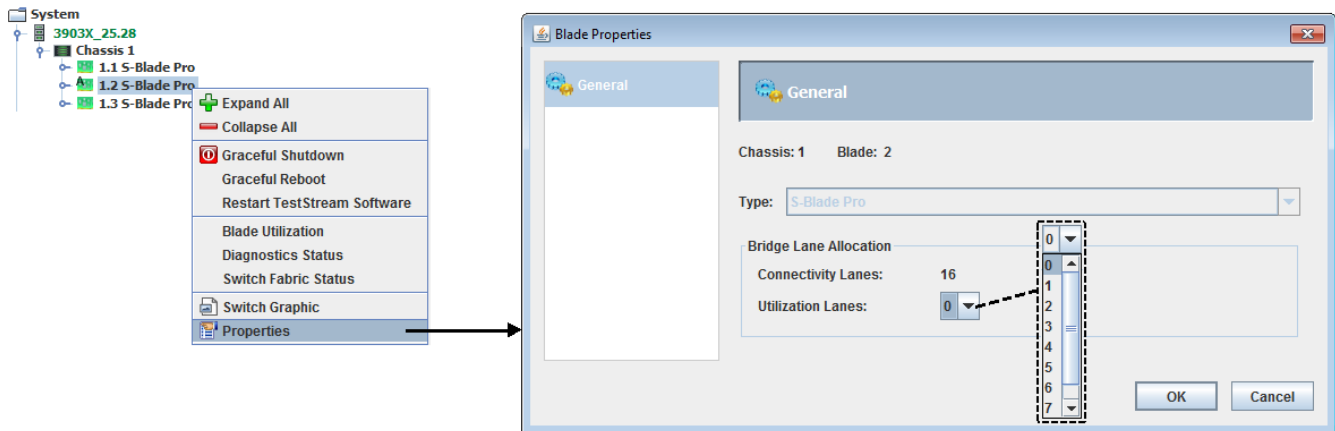 System
3903X_25.28
Chassis 1
1.1 S-Blade Pro
1.2 S-Blade Pro
1.3 S-Blade Pro
Expand All
Collapse All
Graceful Shutdown
Graceful Reboot
Restart TestStream Software
Blade Utilization
Diagnostics Status
Switch Fabric Status
Switch Graphic
Properties
Blade Properties
General
General
Chassis: 1 Blade: 2
Type: S-Blade Pro
Bridge Lane Allocation
Connectivity Lanes: 16
Utilization Lanes: 0
0
0
1
2
3
4
5
6
7
OK Cancel